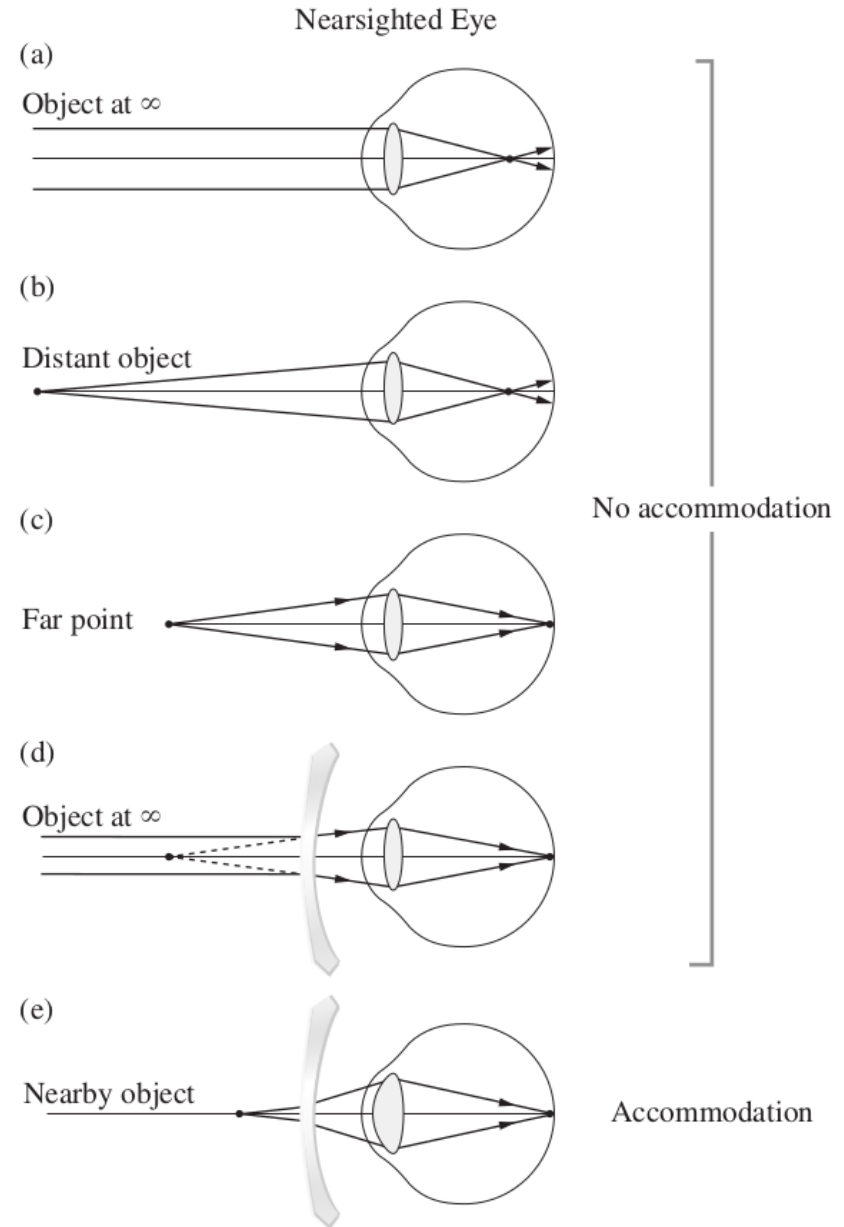 Nearsighted Eye
(a)
Object at ∞
(b)
Distant object
No accommodation
(c)
Far point
(d)
Object at ∞
(e)
Nearby object
Accommodation